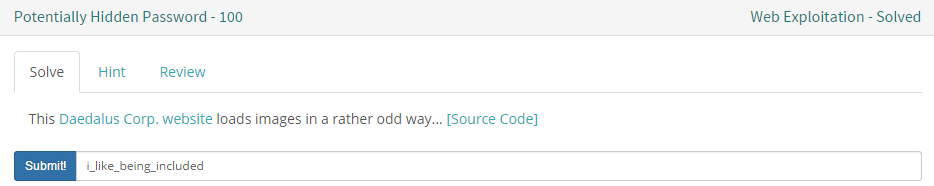 Potentially Hidden Password - 100 Web Exploitation - Solved
Solve Hint Review
This Daedalus Corp. website loads images in a rather odd way... [Source Code]
Submit! i_like_being_included